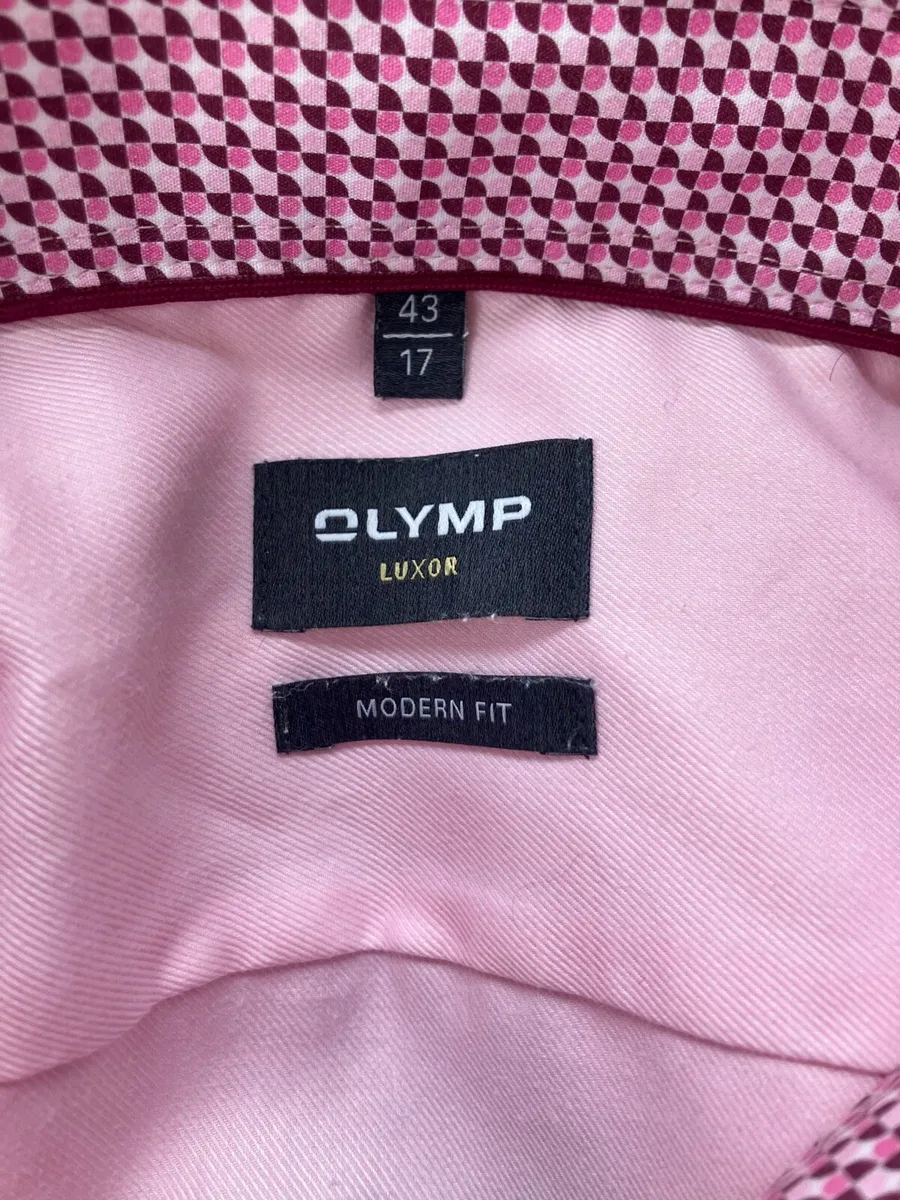 43
17
OLYMP
LUXOR
MODERN FIT